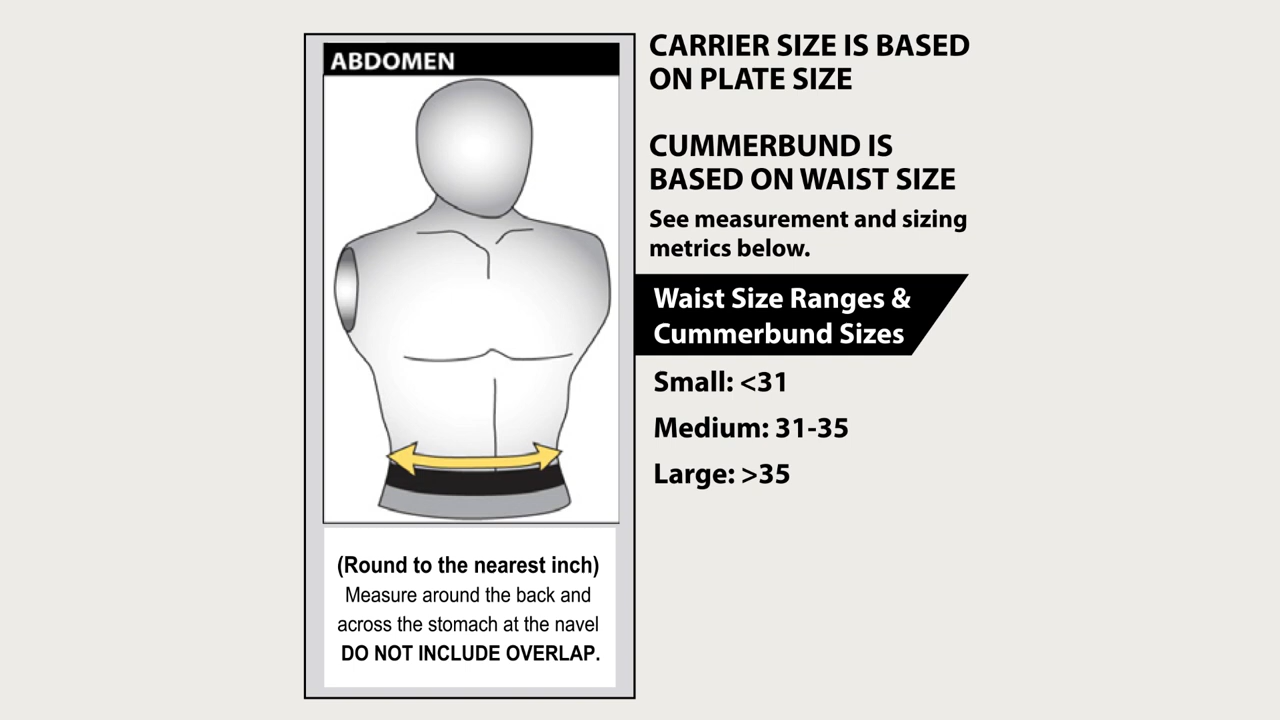 ABDOMEN
(Round to the nearest inch)
Measure around the back and
across the stomach at the navel
DO NOT INCLUDE OVERLAP.
CARRIER SIZE IS BASED
ON PLATE SIZE
CUMMERBUND IS
BASED ON WAIST SIZE
See measurement and sizing
metrics below.
Waist Size Ranges &
Cummerbund Sizes
Small: <31
Medium: 31-35
Large: >35